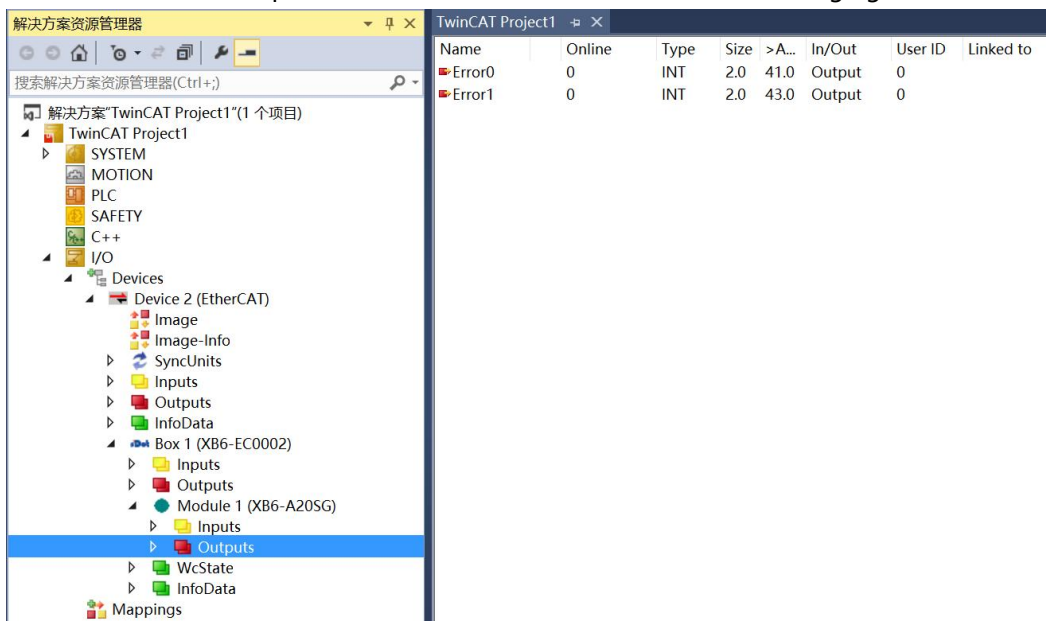 解决方案资源管理器
搜索解决方案资源管理器(Ctrl+;)
解决方案"TwinCAT Project1"(1 个项目)
TwinCAT Project1
SYSTEM
MOTION
PLC
SAFETY
C++
I/O
Devices
Device 2 (EtherCAT)
Image
Image-Info
SyncUnits
Inputs
Outputs
InfoData
Box 1 (XB6-EC0002)
Inputs
Outputs
Module 1 (XB6-A20SG)
Inputs
Outputs
WcState
InfoData
Mappings
TwinCAT Project1
Name Online Type Size >A... In/Out User ID Linked to
Error0 0 INT 2.0 41.0 Output 0
Error1 0 INT 2.0 43.0 Output 0